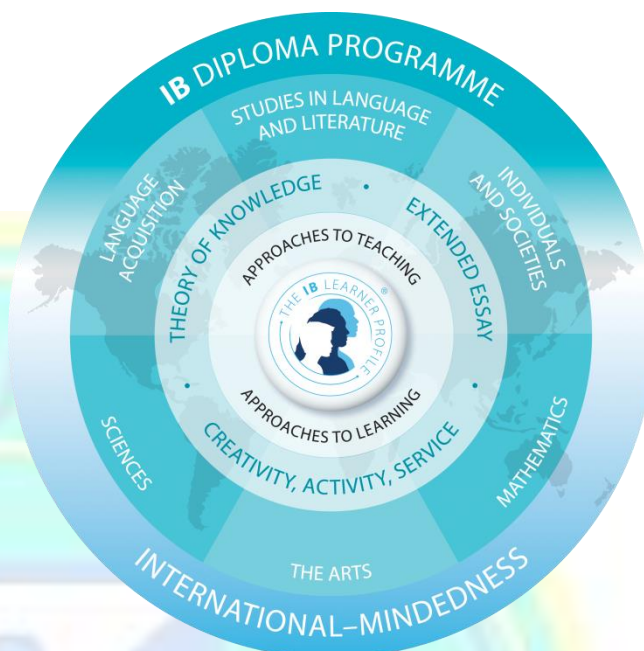 IB DIPLOMA PROGRAMME
STUDIES IN LANGUAGE
AND LITERATURE
LANGUAGE
ACQUISITION
INDIVIDUALS
AND SOCIETIES
THEORY OF KNOWLEDGE
•
EXTENDED ESSAY
APPROACHES TO TEACHING
THE IB LEARNER PROFILE
®
APPROACHES TO LEARNING
•
•
CREATIVITY, ACTIVITY, SERVICE
SCIENCES
MATHEMATICS
THE ARTS
INTERNATIONAL–MINDEDNESS